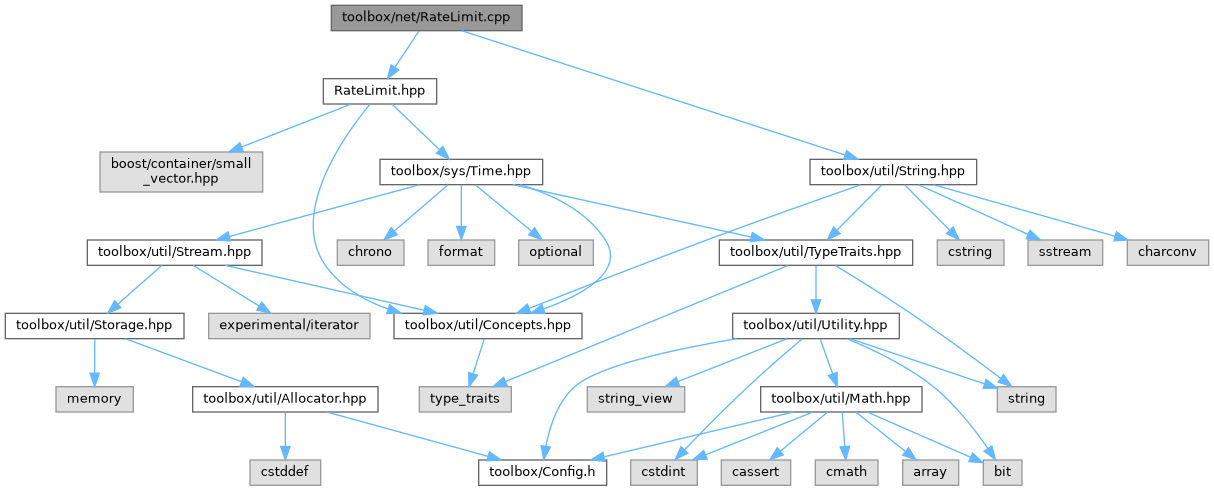 toolbox/net/RateLimit.cpp
RateLimit.hpp
boost/container/small
_vector.hpp
toolbox/sys/Time.hpp
toolbox/util/String.hpp
toolbox/util/Stream.hpp
chrono
format
optional
toolbox/util/TypeTraits.hpp
cstring
sstream
charconv
toolbox/util/Storage.hpp
experimental/iterator
toolbox/util/Concepts.hpp
toolbox/util/Utility.hpp
memory
toolbox/util/Allocator.hpp
type_traits
string_view
toolbox/util/Math.hpp
string
cstddef
toolbox/Config.h
cstdint
cassert
cmath
array
bit